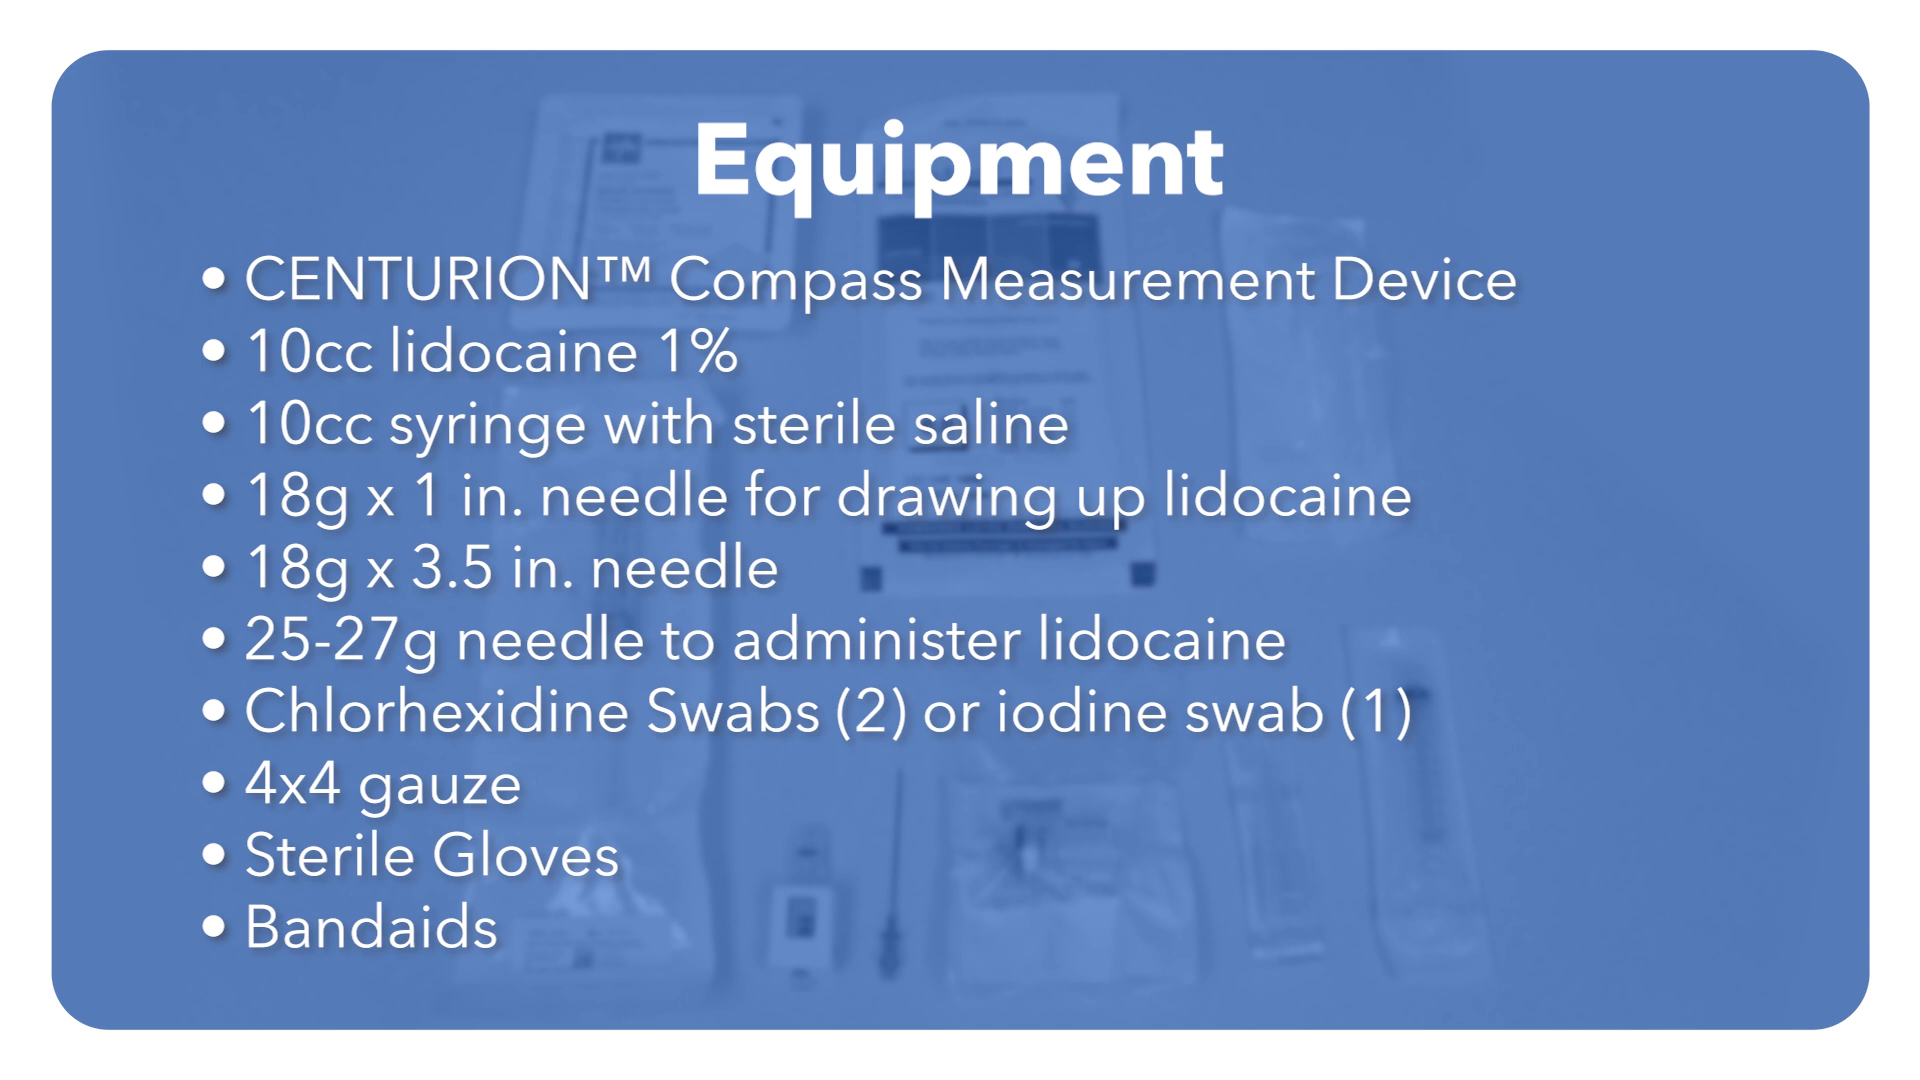 Equipment
• CENTURION™ Compass Measurement Device
• 10cc lidocaine 1%
• 10cc syringe with sterile saline
• 18g x 1 in. needle for drawing up lidocaine
• 18g x 3.5 in. needle
• 25-27g needle to administer lidocaine
• Chlorhexidine Swabs (2) or iodine swab (1)
• 4x4 gauze
• Sterile Gloves
• Bandaids